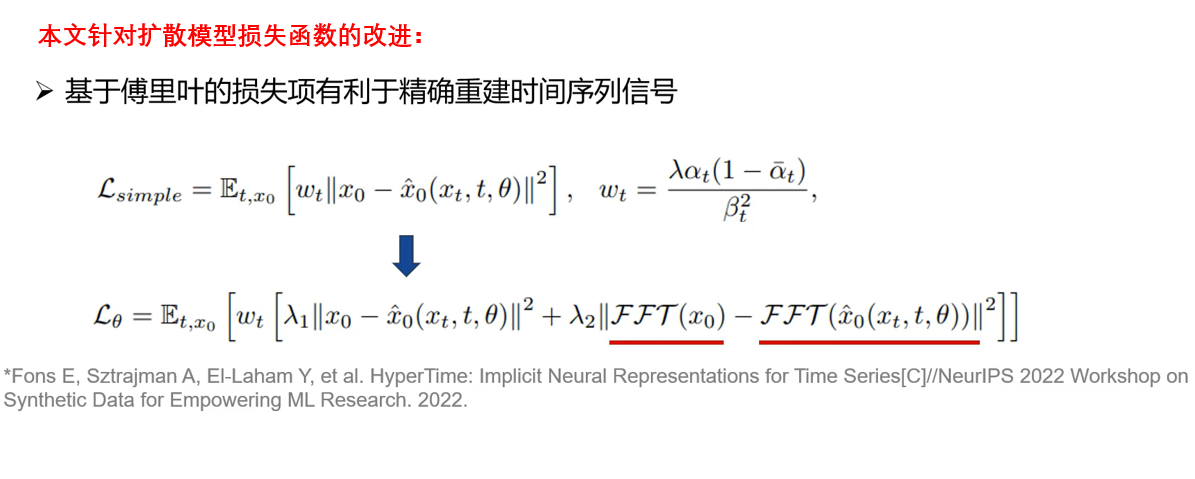 本文针对扩散模型损失函数的改进：
➢ 基于傅里叶的损失项有利于精确重建时间序列信号
$\mathcal{L}_{simple} = \mathbb{E}_{t,x_0} \left[ w_t \| x_0 - \hat{x}_0(x_t, t, \theta) \|^2 \right], \quad w_t = \frac{\lambda \alpha_t (1 - \bar{\alpha}_t)}{\beta_t^2},$
$\mathcal{L}_\theta = \mathbb{E}_{t,x_0} \left[ w_t \left[ \lambda_1 \| x_0 - \hat{x}_0(x_t, t, \theta) \|^2 + \lambda_2 \| \mathcal{FFT}(x_0) - \mathcal{FFT}(\hat{x}_0(x_t, t, \theta)) \|^2 \right] \right]$
*Fons E, Sztrajman A, El-Laham Y, et al. HyperTime: Implicit Neural Representations for Time Series[C]//NeurIPS 2022 Workshop on
Synthetic Data for Empowering ML Research. 2022.